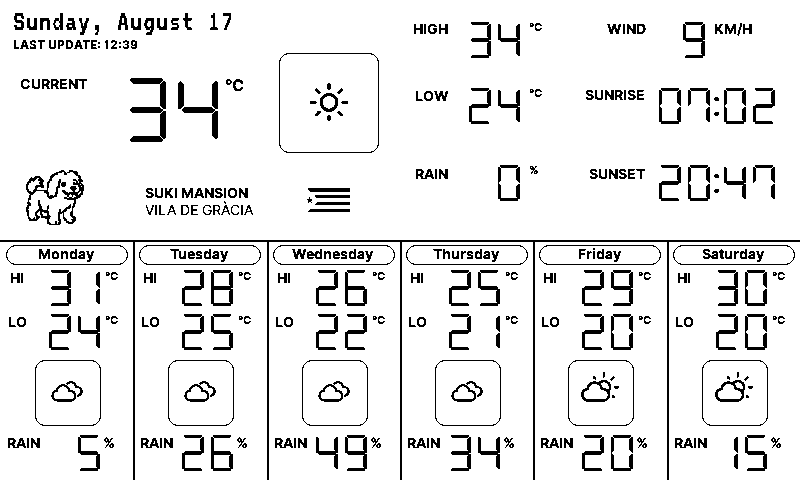 Sunday, August 17
LAST UPDATE: 12:39
CURRENT 34 °C
HIGH 34 °C
WIND 9 KM/H
LOW 24 °C
SUNRISE 07:02
RAIN 0 %
SUNSET 20:47
SUKI MANSION
VILA DE GRÀCIA
Monday
HI 31 °C
LO 24 °C
RAIN 5 %
Tuesday
HI 28 °C
LO 25 °C
RAIN 26 %
Wednesday
HI 26 °C
LO 22 °C
RAIN 49 %
Thursday
HI 25 °C
LO 21 °C
RAIN 34 %
Friday
HI 29 °C
LO 20 °C
RAIN 20 %
Saturday
HI 30 °C
LO 20 °C
RAIN 15 %